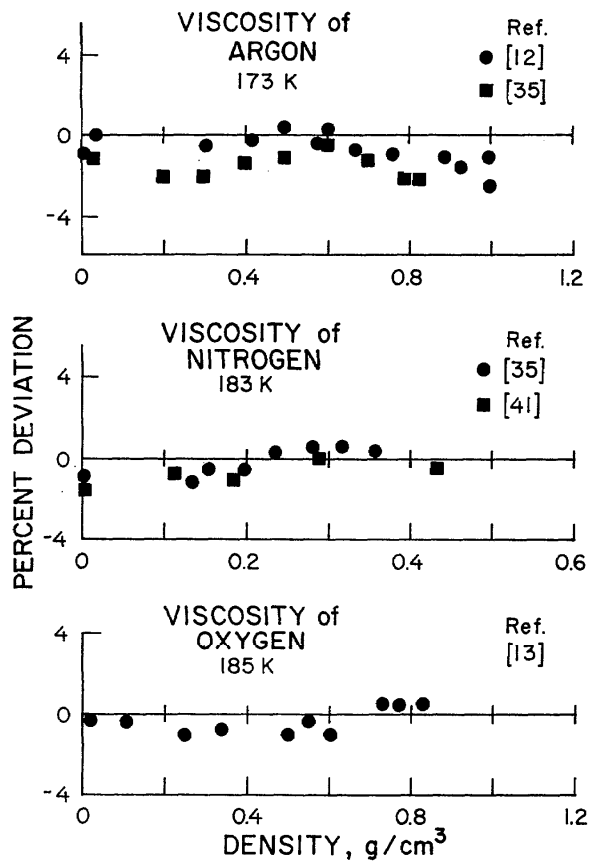 VISCOSITY of
ARGON
173 K
Ref.
[12]
[35]
4
0
-4
0 0.4 0.8 1.2
VISCOSITY of
NITROGEN
183 K
Ref.
[35]
[41]
4
0
-4
0 0.2 0.4 0.6
PERCENT DEVIATION
VISCOSITY of
OXYGEN
185 K
Ref.
[13]
4
0
-4
0 0.4 0.8 1.2
DENSITY, g/cm³